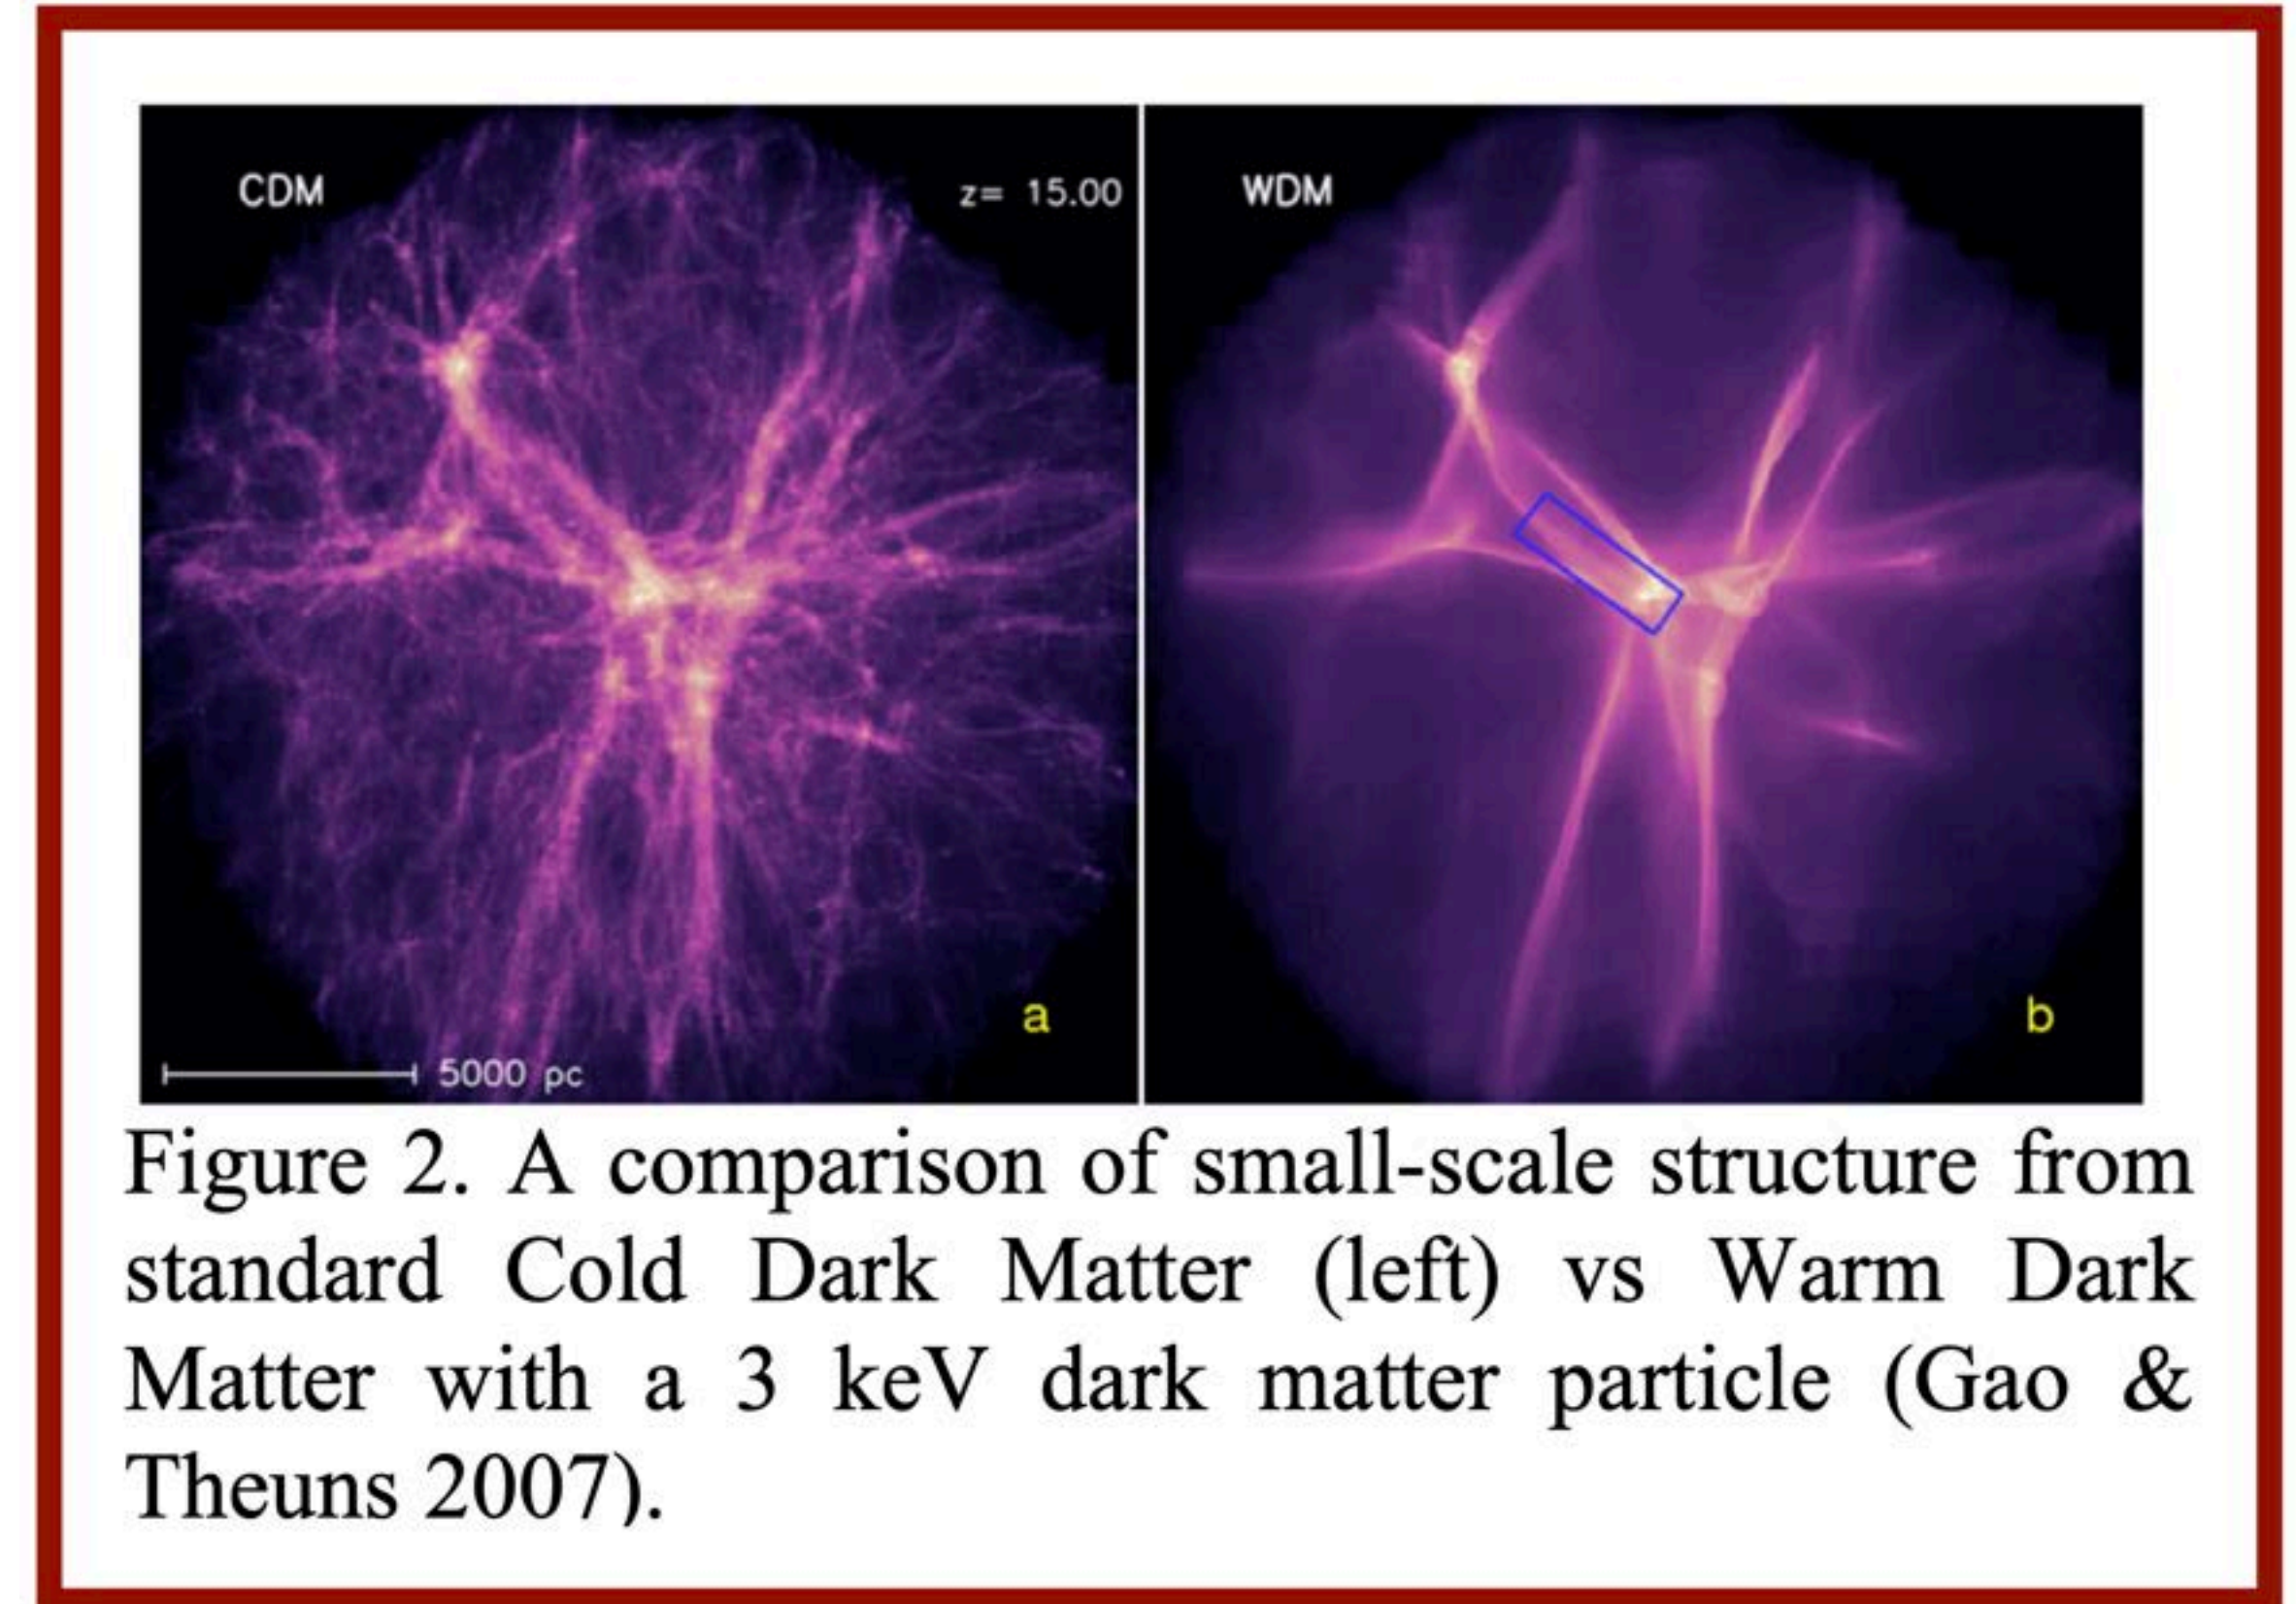 CDM
z= 15.00
WDM
a
b
5000 pc
Figure 2. A comparison of small-scale structure from
standard Cold Dark Matter (left) vs Warm Dark
Matter with a 3 keV dark matter particle (Gao &
Theuns 2007).